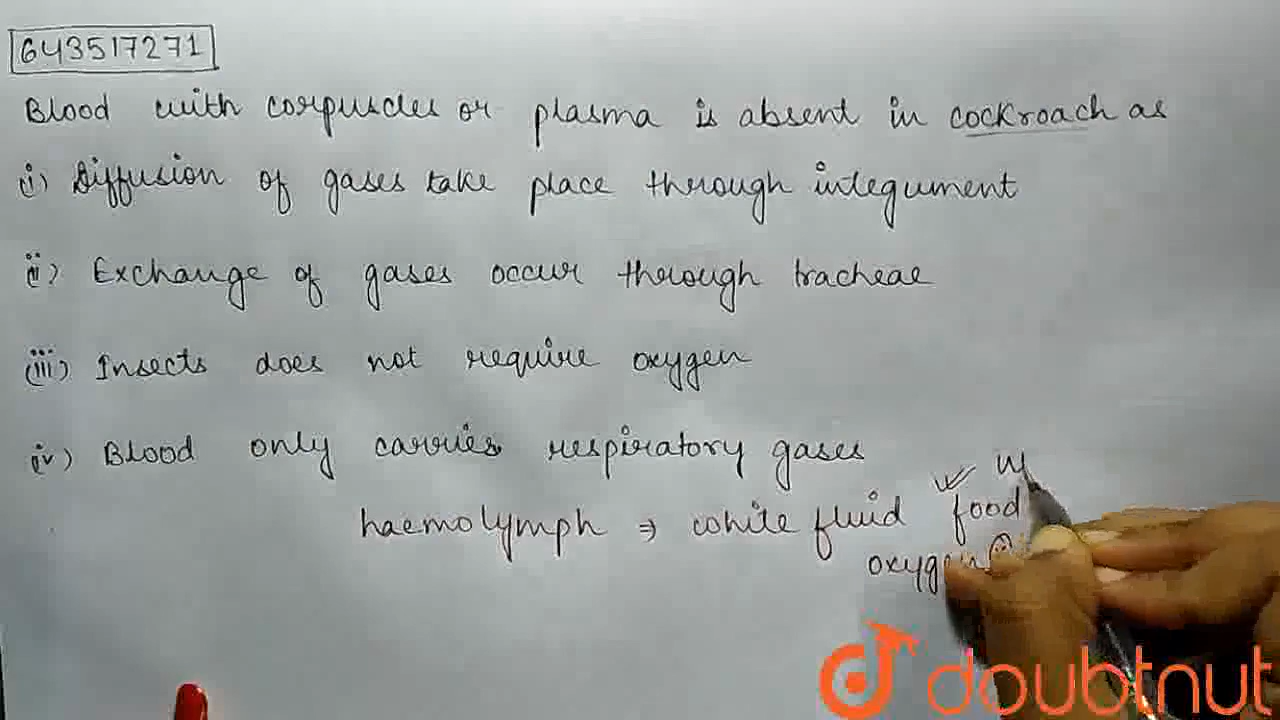 643517271
Blood with corpuscles or plasma is absent in cockroach as
(i) Diffusion of gases take place through integument
(ii) Exchange of gases occur through tracheae
(iii) Insects does not require oxygen
(iv) Blood only carries respiratory gases
haemolymph ⇒ white fluid food
doubtnut